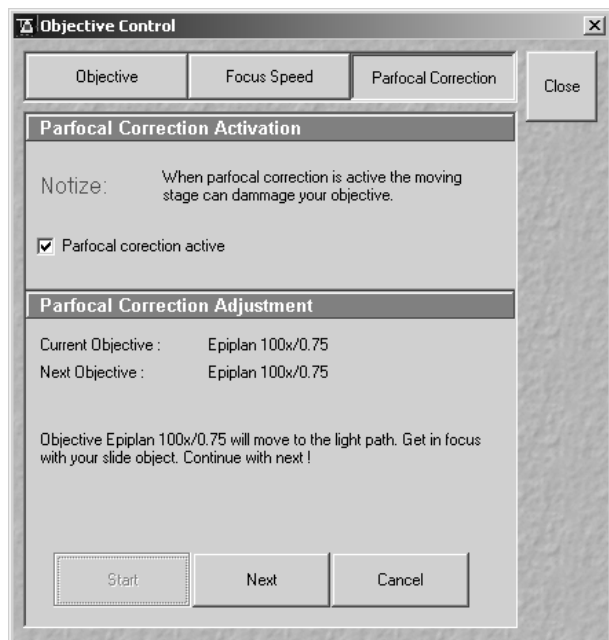 Objective Control
Objective
Focus Speed
Parfocal Correction
Close
Parfocal Correction Activation
Notize:
When parfocal correction is active the moving
stage can dammage your objective.
Parfocal corection active
Parfocal Correction Adjustment
Current Objective : Epiplan 100x/0.75
Next Objective : Epiplan 100x/0.75
Objective Epiplan 100x/0.75 will move to the light path. Get in focus
with your slide object. Continue with next !
Start
Next
Cancel